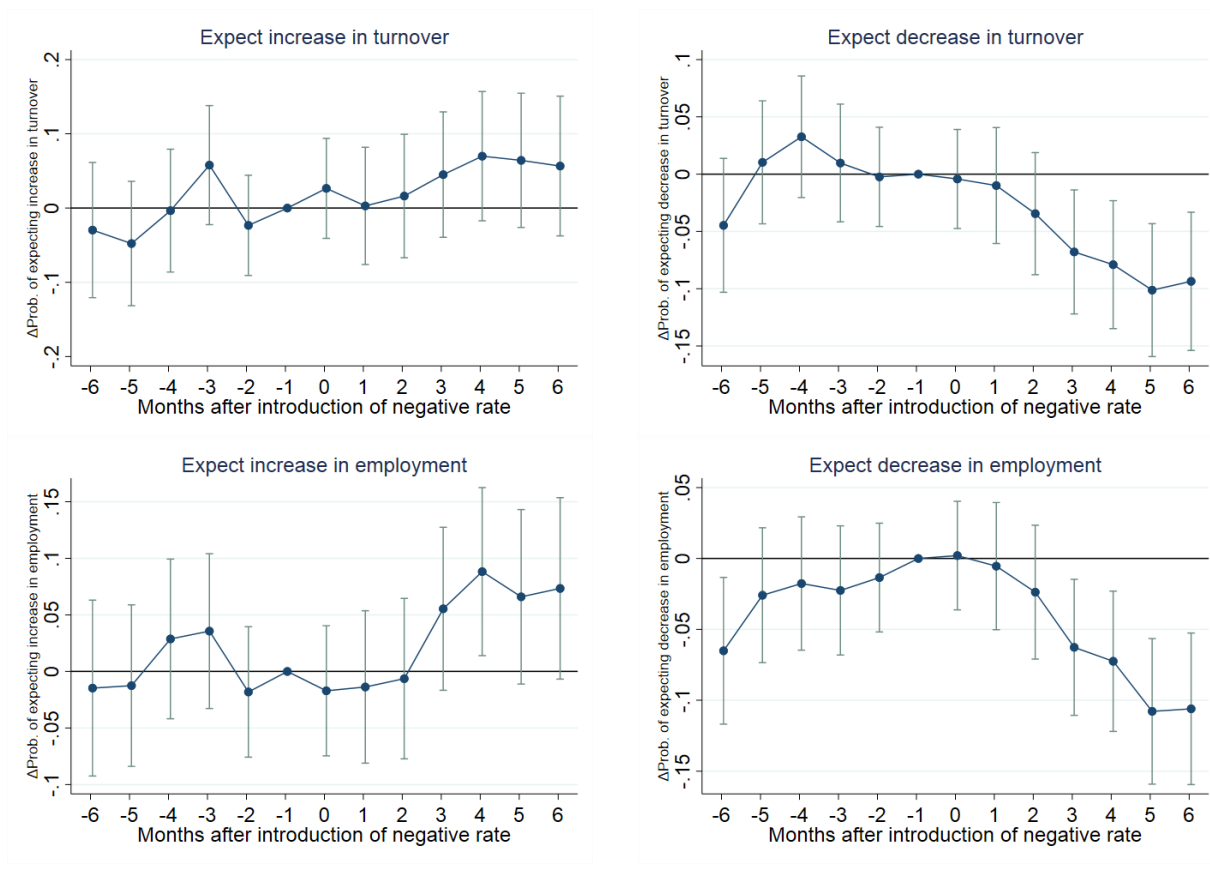 Expect increase in turnover
ΔProb. of expecting increase in turnover
.2
.1
0
-.1
-.2
-6 -5 -4 -3 -2 -1 0 1 2 3 4 5 6
Months after introduction of negative rate
Expect decrease in turnover
ΔProb. of expecting decrease in turnover
.1
.05
0
-.05
-.1
-.15
-6 -5 -4 -3 -2 -1 0 1 2 3 4 5 6
Months after introduction of negative rate
Expect increase in employment
ΔProb. of expecting increase in employment
.15
.1
.05
0
-.05
-.1
-6 -5 -4 -3 -2 -1 0 1 2 3 4 5 6
Months after introduction of negative rate
Expect decrease in employment
ΔProb. of expecting decrease in employment
.05
0
-.05
-.1
-.15
-6 -5 -4 -3 -2 -1 0 1 2 3 4 5 6
Months after introduction of negative rate